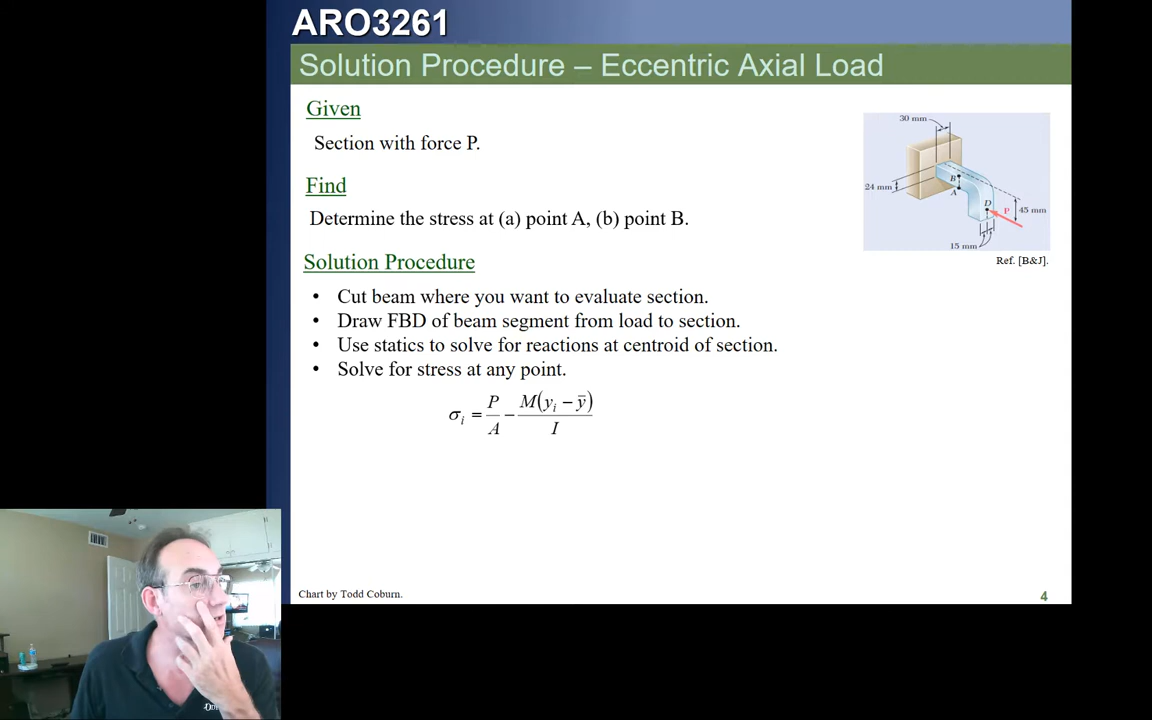 ARO3261
Solution Procedure – Eccentric Axial Load
Given
Section with force P.
Find
Determine the stress at (a) point A, (b) point B.
Solution Procedure
• Cut beam where you want to evaluate section.
• Draw FBD of beam segment from load to section.
• Use statics to solve for reactions at centroid of section.
• Solve for stress at any point.
σᵢ = P/A − M(yᵢ − ȳ)/I
30 mm
24 mm
B
A
D
P
45 mm
15 mm
Ref. [B&J].
Chart by Todd Coburn.
4